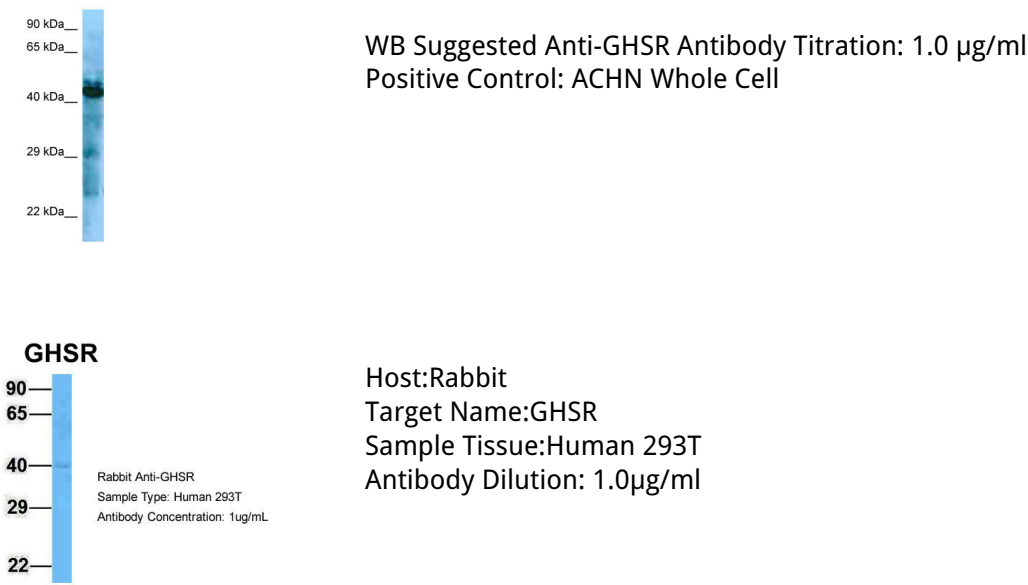 90 kDa__
65 kDa__
40 kDa__
29 kDa__
22 kDa__
WB Suggested Anti-GHSR Antibody Titration: 1.0 µg/ml
Positive Control: ACHN Whole Cell
GHSR
90
65
40
29
22
Rabbit Anti-GHSR
Sample Type: Human 293T
Antibody Concentration: 1ug/mL
Host:Rabbit
Target Name:GHSR
Sample Tissue:Human 293T
Antibody Dilution: 1.0µg/ml